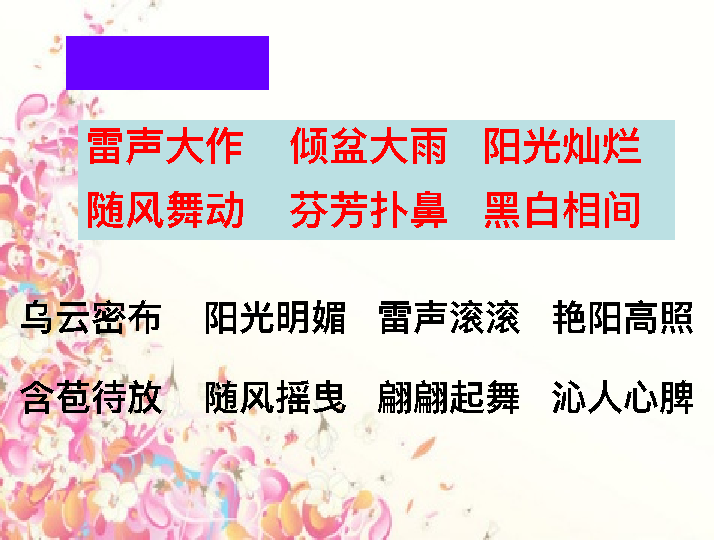 雷声大作 倾盆大雨 阳光灿烂
随风舞动 芬芳扑鼻 黑白相间
乌云密布 阳光明媚 雷声滚滚 艳阳高照
含苞待放 随风摇曳 翩翩起舞 沁人心脾